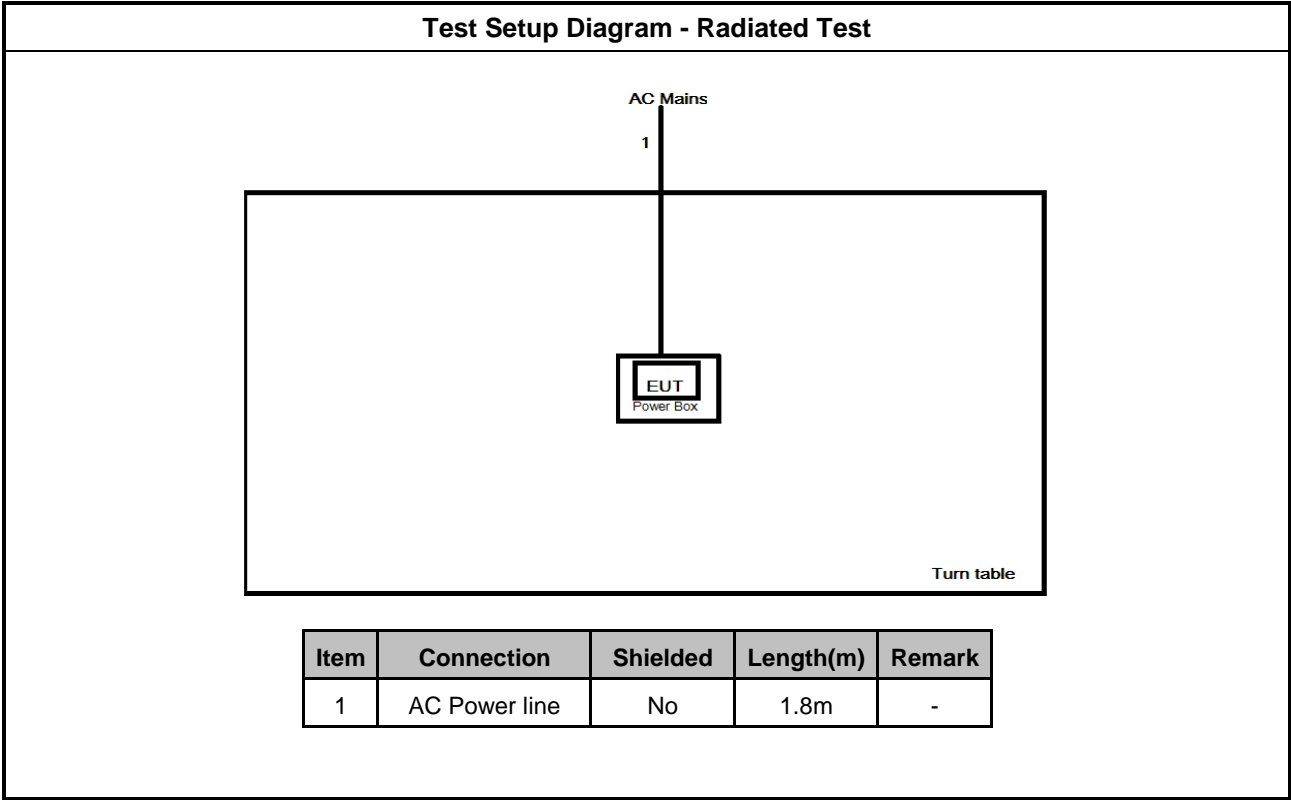 Test Setup Diagram - Radiated Test
AC Mains
1
EUT
Power Box
Turn table
Item Connection Shielded Length(m) Remark
1 AC Power line No 1.8m -